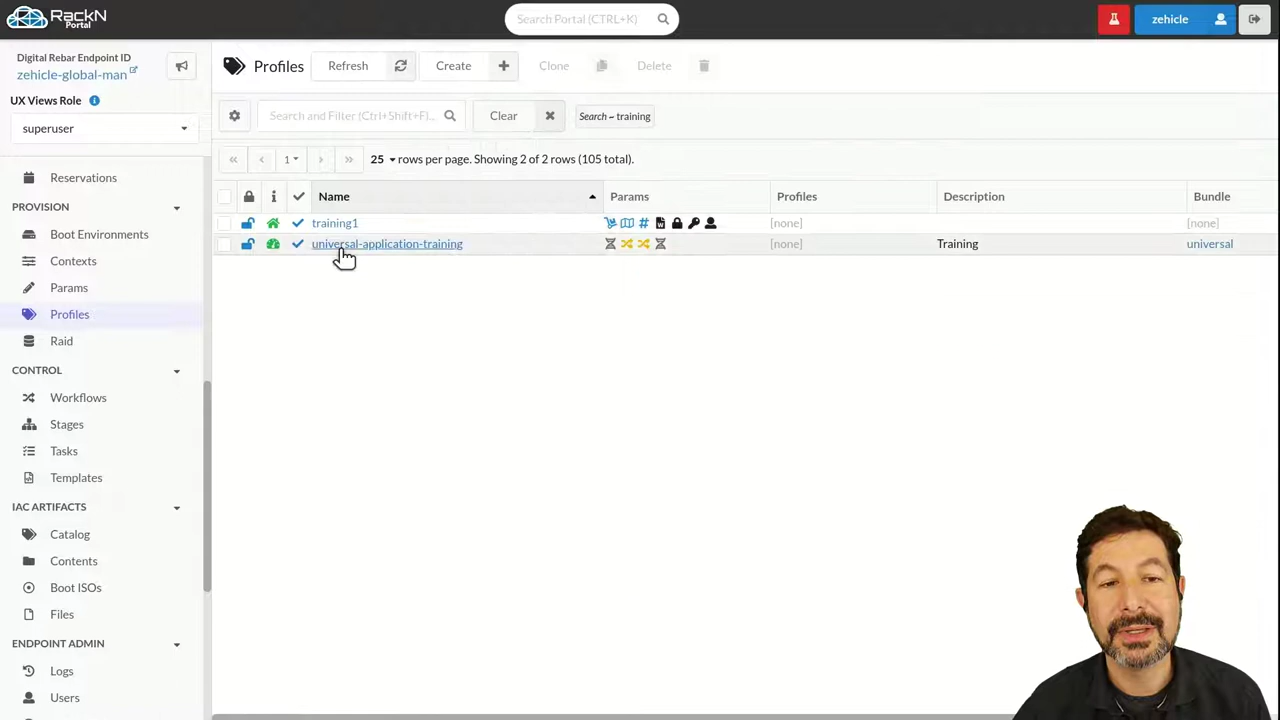 RackN
Portal
Search Portal (CTRL+K)
zehicle
Digital Rebar Endpoint ID
zehicle-global-man
UX Views Role
superuser
Reservations
PROVISION
Boot Environments
Contexts
Params
Profiles
Raid
CONTROL
Workflows
Stages
Tasks
Templates
IAC ARTIFACTS
Catalog
Contents
Boot ISOs
Files
ENDPOINT ADMIN
Logs
Users
Profiles
Refresh
Create
Clone
Delete
Search and Filter (Ctrl+Shift+F)...
Clear
Search ~ training
1
25 rows per page. Showing 2 of 2 rows (105 total).
Name Params Profiles Description Bundle
training1 [none] [none]
universal-application-training [none] Training universal